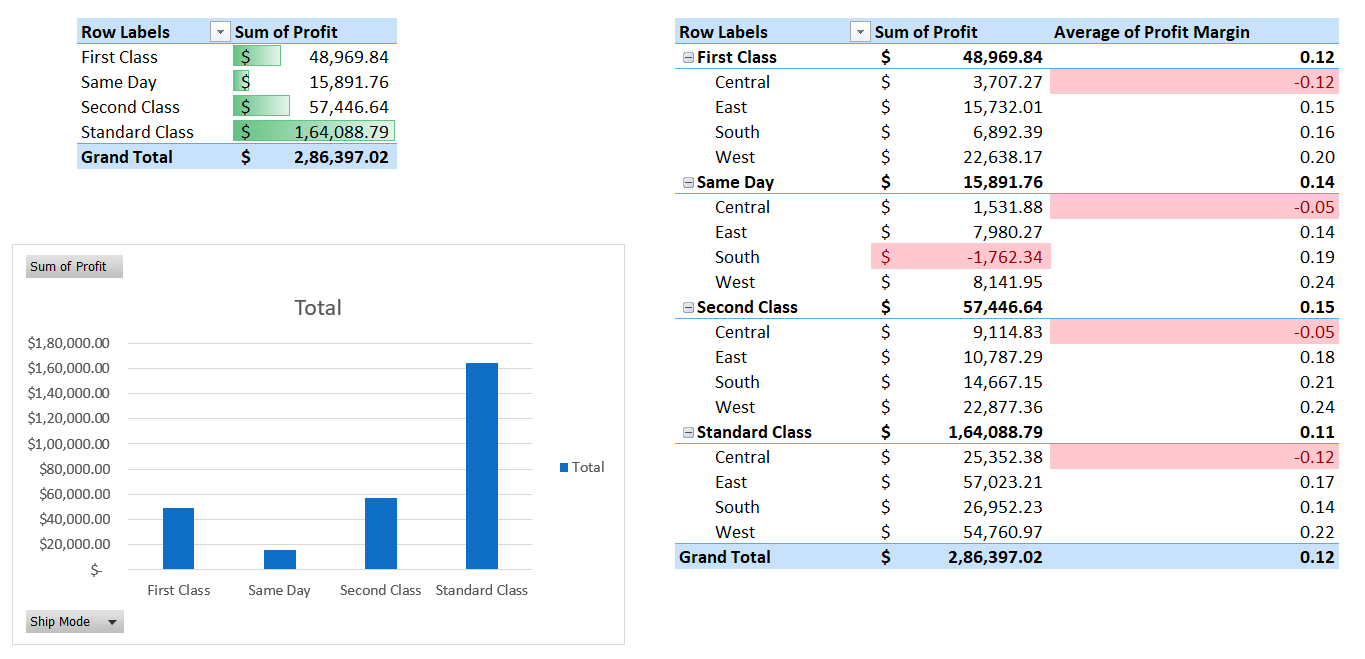 Row Labels Sum of Profit
First Class $ 48,969.84
Same Day $ 15,891.76
Second Class $ 57,446.64
Standard Class $ 1,64,088.79
Grand Total $ 2,86,397.02
Sum of Profit
Total
$1,80,000.00
$1,60,000.00
$1,40,000.00
$1,20,000.00
$1,00,000.00
$80,000.00
$60,000.00
$40,000.00
$20,000.00
$-
First Class Same Day Second Class Standard Class
Total
Ship Mode
Row Labels Sum of Profit Average of Profit Margin
First Class $ 48,969.84 0.12
Central $ 3,707.27 -0.12
East $ 15,732.01 0.15
South $ 6,892.39 0.16
West $ 22,638.17 0.20
Same Day $ 15,891.76 0.14
Central $ 1,531.88 -0.05
East $ 7,980.27 0.14
South $ -1,762.34 0.19
West $ 8,141.95 0.24
Second Class $ 57,446.64 0.15
Central $ 9,114.83 -0.05
East $ 10,787.29 0.18
South $ 14,667.15 0.21
West $ 22,877.36 0.24
Standard Class $ 1,64,088.79 0.11
Central $ 25,352.38 -0.12
East $ 57,023.21 0.17
South $ 26,952.23 0.14
West $ 54,760.97 0.22
Grand Total $ 2,86,397.02 0.12